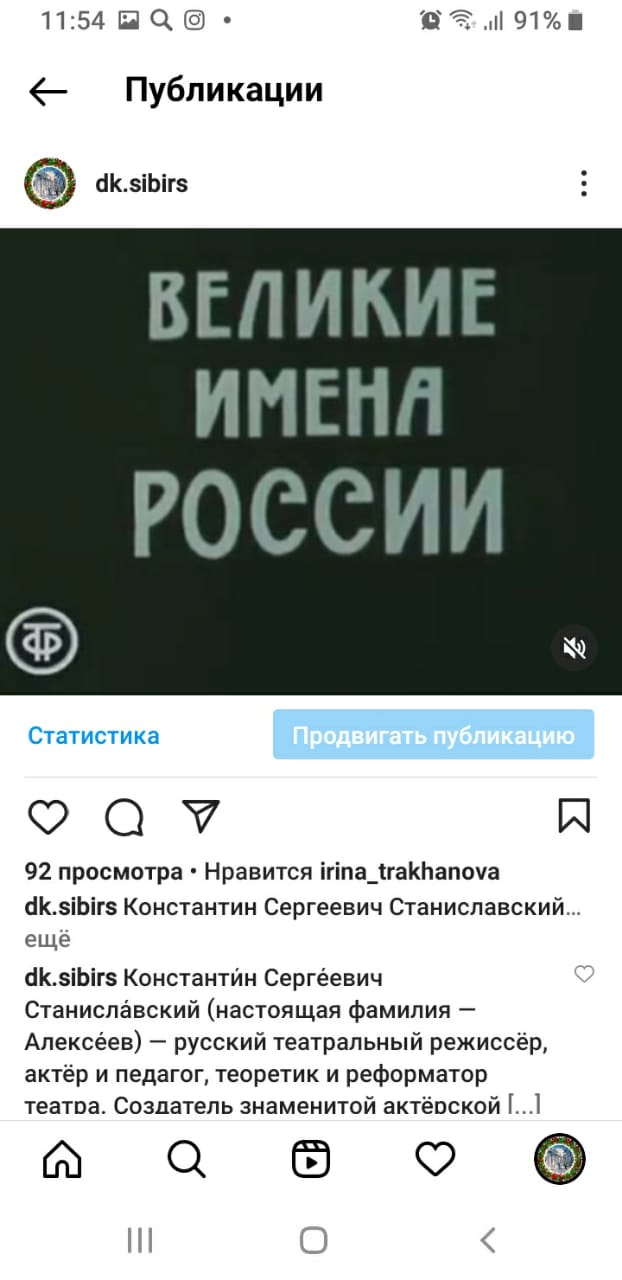 11:54 91%
Публикации
dk.sibirs
ВЕЛИКИЕ
ИМЕНА
РОССИИ
Статистика Продвигать публикацию
92 просмотра • Нравится irina_trakhanova
dk.sibirs Константин Сергеевич Станиславский...
ещё
dk.sibirs Константи́н Серге́евич
Станисла́вский (настоящая фамилия —
Алексе́ев) — русский театральный режиссёр,
актёр и педагог, теоретик и реформатор
театра. Создатель знаменитой актёрской [...]